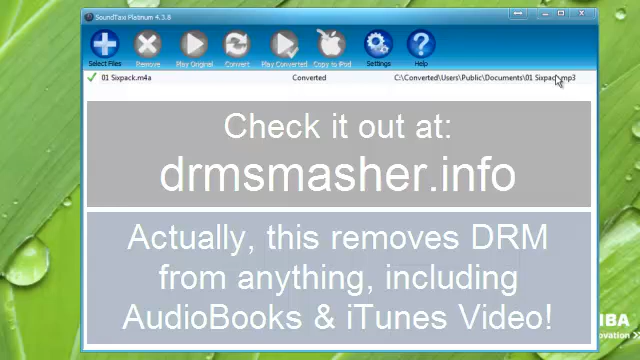 SoundTaxi Platinum 4.3.8
Select Files Remove Play Original Convert Play Converted Copy to iPod Settings Help
01 Sixpack.m4a Converted C:\Converted\Users\Public\Documents\01 Sixpack.mp3
Check it out at:
drmsmasher.info
Actually, this removes DRM
from anything, including
AudioBooks & iTunes Video!
IBA
ovation